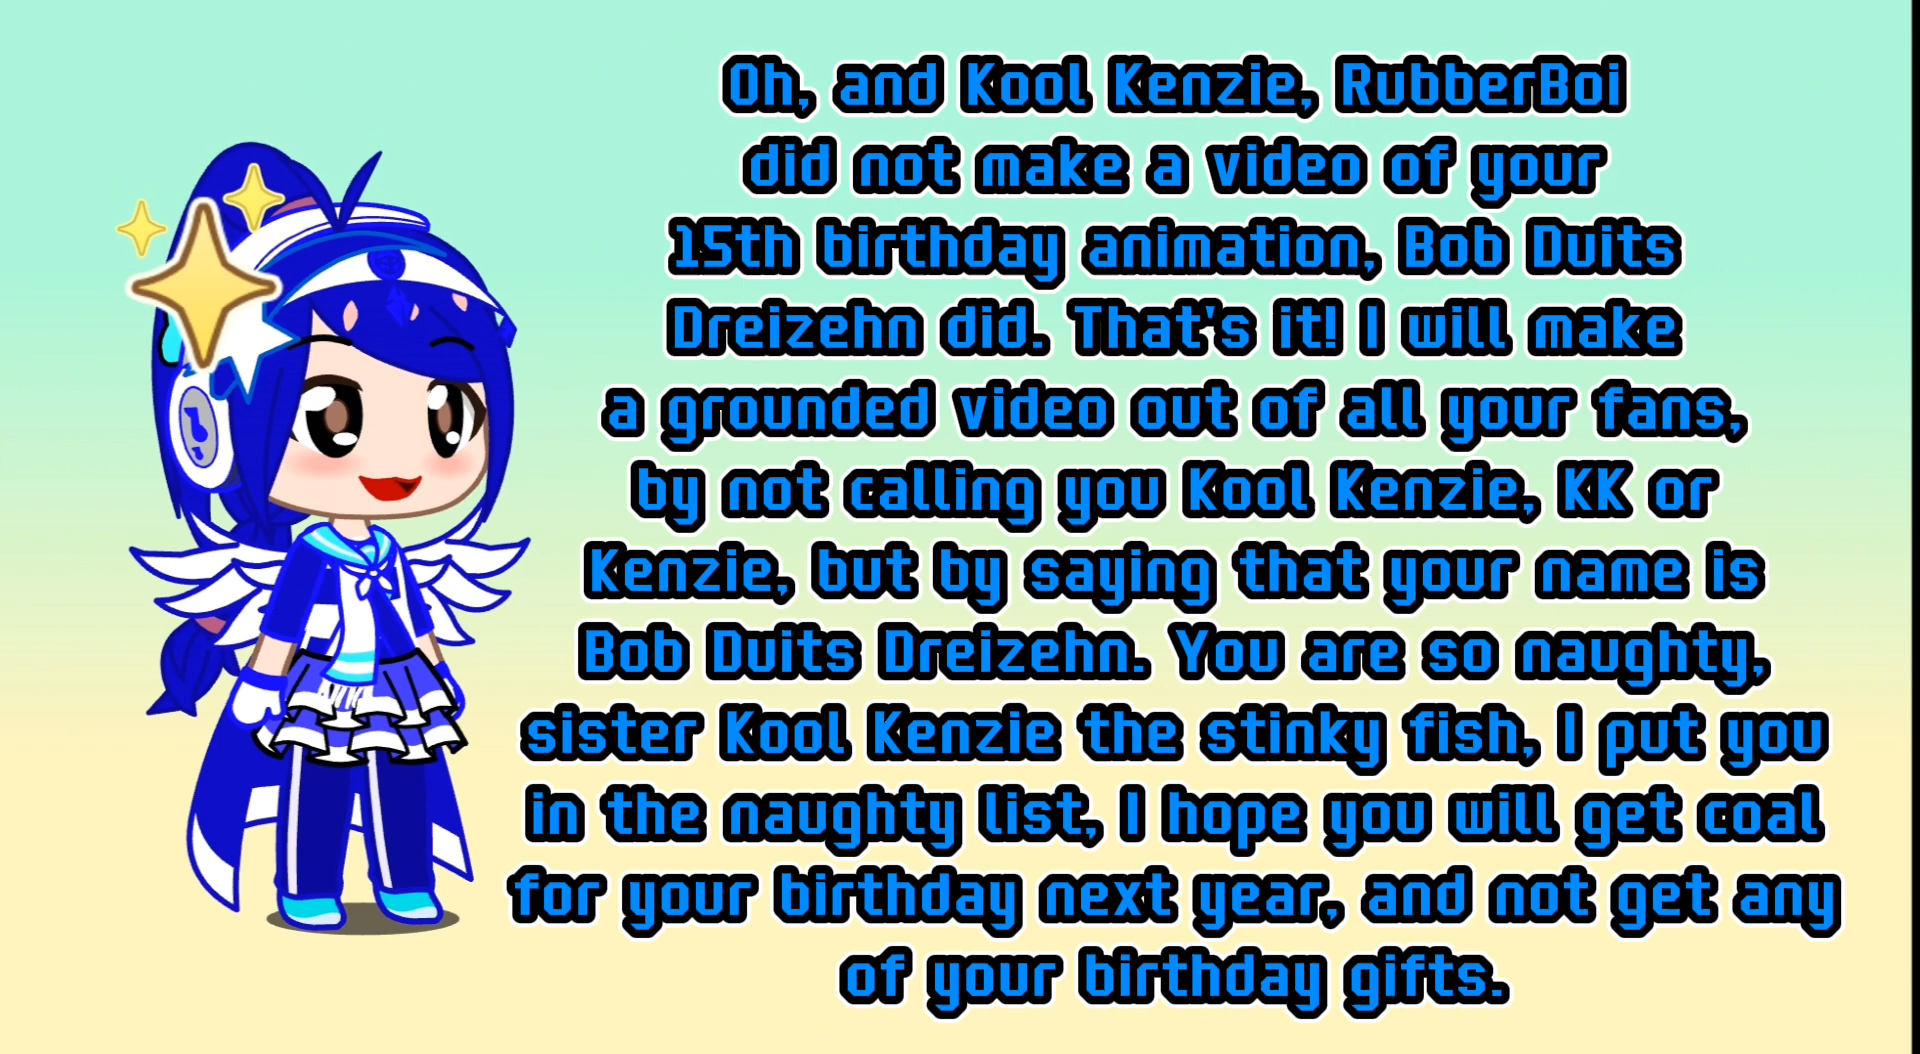 Oh, and Kool Kenzie, RubberBoi
did not make a video of your
15th birthday animation, Bob Duits
Dreizehn did. That's it! I will make
a grounded video out of all your fans,
by not calling you Kool Kenzie, KK or
Kenzie, but by saying that your name is
Bob Duits Dreizehn. You are so naughty,
sister Kool Kenzie the stinky fish, I put you
in the naughty list, I hope you will get coal
for your birthday next year, and not get any
of your birthday gifts.